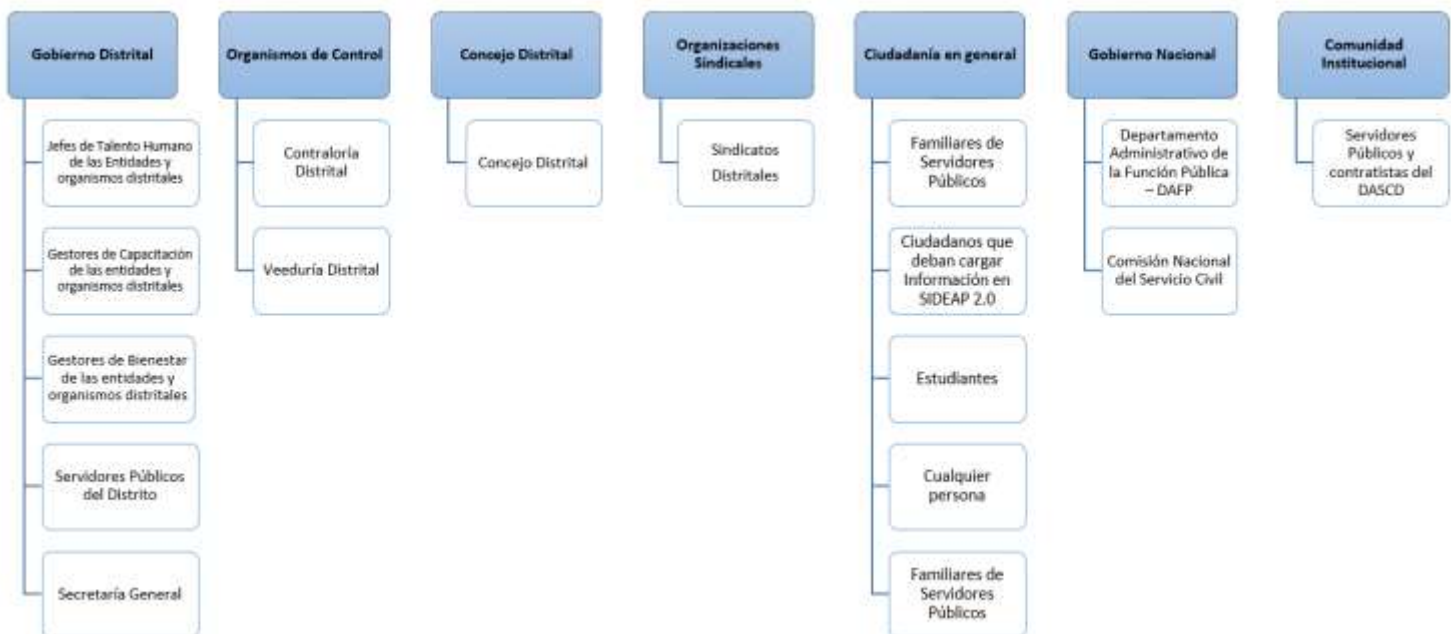 Gobierno Distrital
Jefes de Talento Humano
de las Entidades y
organismos distritales
Gestores de Capacitación
de las entidades y
organismos distritales
Gestores de Bienestar
de las entidades y
organismos distritales
Servidores Públicos
del Distrito
Secretaría General
Organismos de Control
Contraloría
Distrital
Veeduría Distrital
Concejo Distrital
Concejo Distrital
Organizaciones
Sindicales
Sindicatos
Distritales
Ciudadanía en general
Familiares de
Servidores
Públicos
Ciudadanos que
deban cargar
Información en
SIDEAP 2.0
Estudiantes
Cualquier
persona
Familiares de
Servidores
Públicos
Gobierno Nacional
Departamento
Administrativo de
la Función Pública
– DAFP
Comisión Nacional
del Servicio Civil
Comunidad
Institucional
Servidores
Públicos y
contratistas del
DASCD